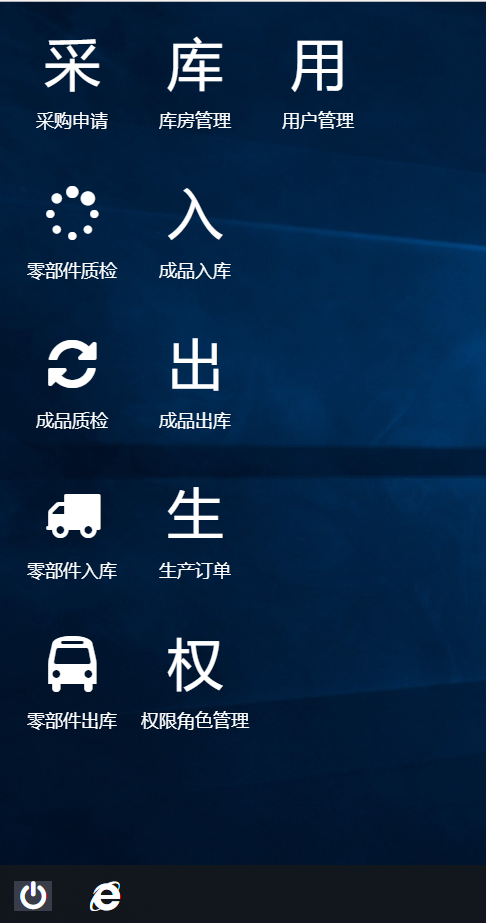 采 库 用
采购申请 库房管理 用户管理
入
零部件质检 成品入库
出
成品质检 成品出库
生
零部件入库 生产订单
权
零部件出库 权限角色管理